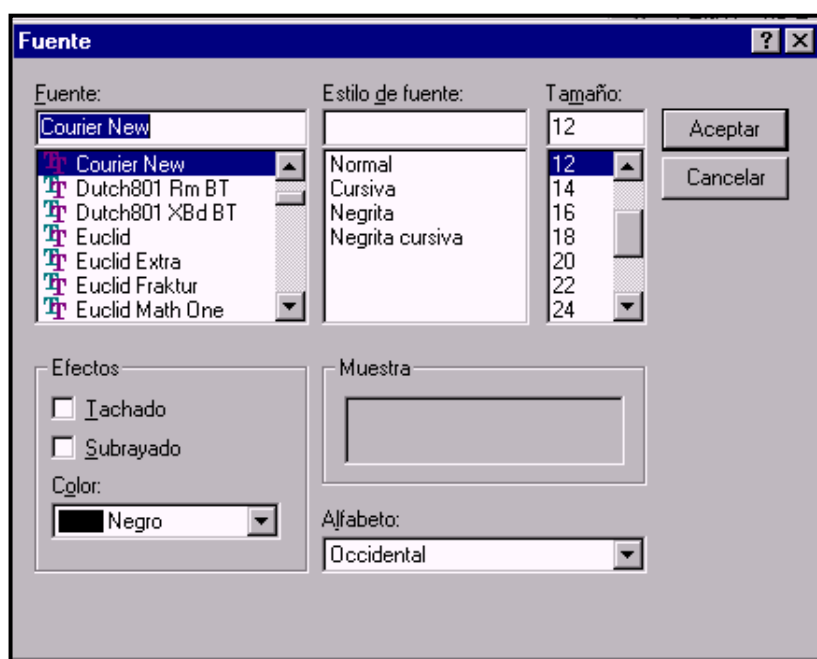 Fuente
Fuente:
Courier New
Courier New
Dutch801 Rm BT
Dutch801 XBd BT
Euclid
Euclid Extra
Euclid Fraktur
Euclid Math One
Estilo de fuente:
Normal
Cursiva
Negrita
Negrita cursiva
Tamaño:
12
12
14
16
18
20
22
24
Aceptar
Cancelar
Efectos
Tachado
Subrayado
Color:
Negro
Muestra
Alfabeto:
Occidental